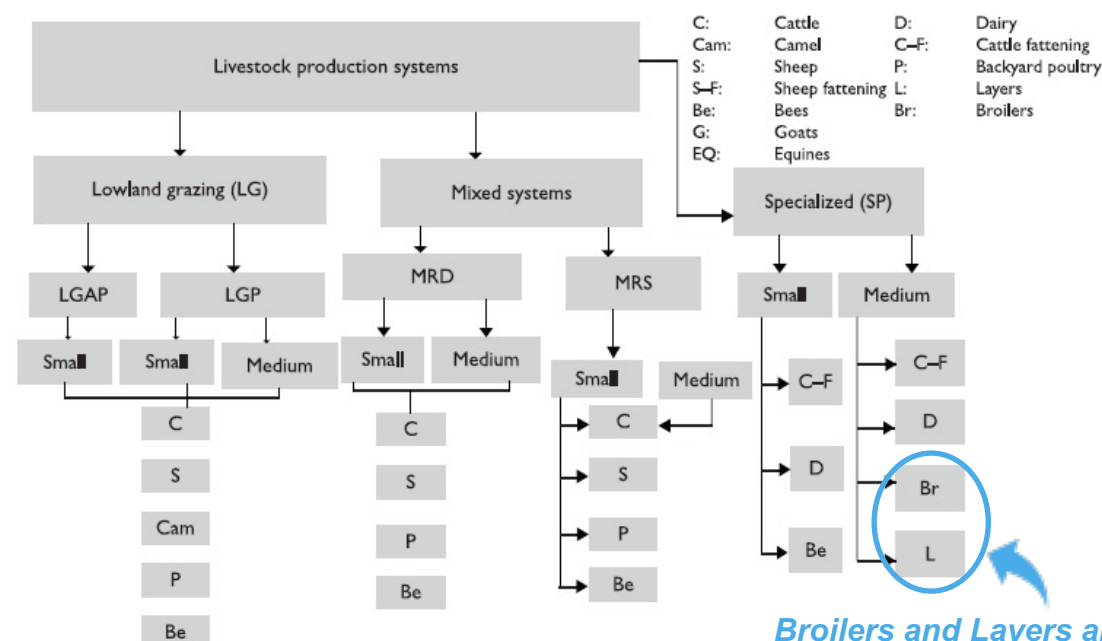 C: Cattle D: Dairy
Cam: Camel C–F: Cattle fattening
S: Sheep P: Backyard poultry
S–F: Sheep fattening L: Layers
Be: Bees Br: Broilers
G: Goats
EQ: Equines
Livestock production systems
Lowland grazing (LG)
Mixed systems
Specialized (SP)
LGAP
LGP
MRD
MRS
Small
Medium
Small
Small
Medium
Small
Medium
Small
Medium
C
S
Cam
P
Be
C
S
P
Be
C
S
P
Be
C–F
D
Be
C–F
D
Br
L
Broilers and Layers a